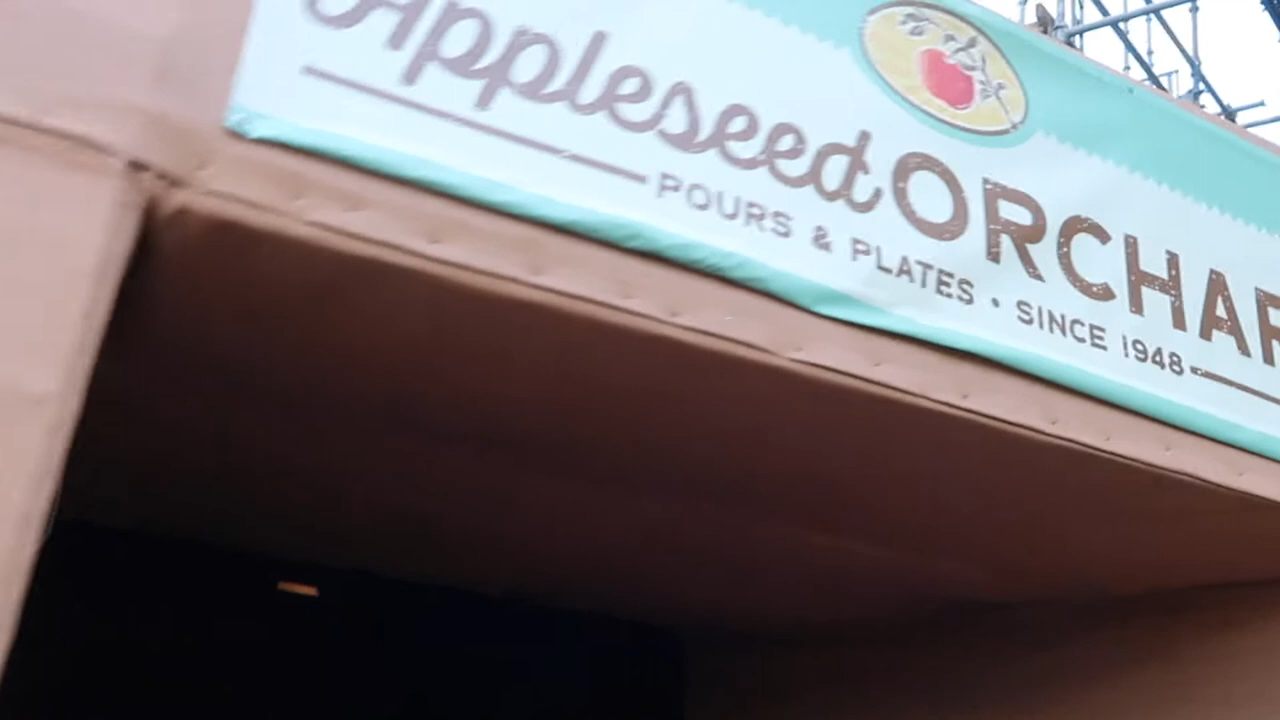 Appleseed ORCHAR
POURS & PLATES • SINCE 1948